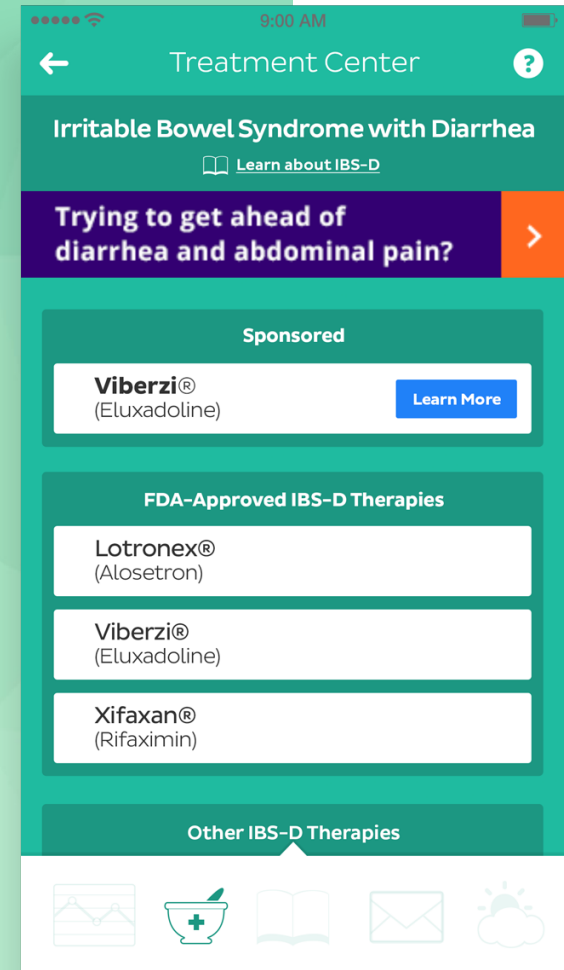 9:00 AM
Treatment Center
?
Irritable Bowel Syndrome with Diarrhea
Learn about IBS-D
Trying to get ahead of
diarrhea and abdominal pain?
Sponsored
Viberzi®
(Eluxadoline)
Learn More
FDA-Approved IBS-D Therapies
Lotronex®
(Alosetron)
Viberzi®
(Eluxadoline)
Xifaxan®
(Rifaximin)
Other IBS-D Therapies